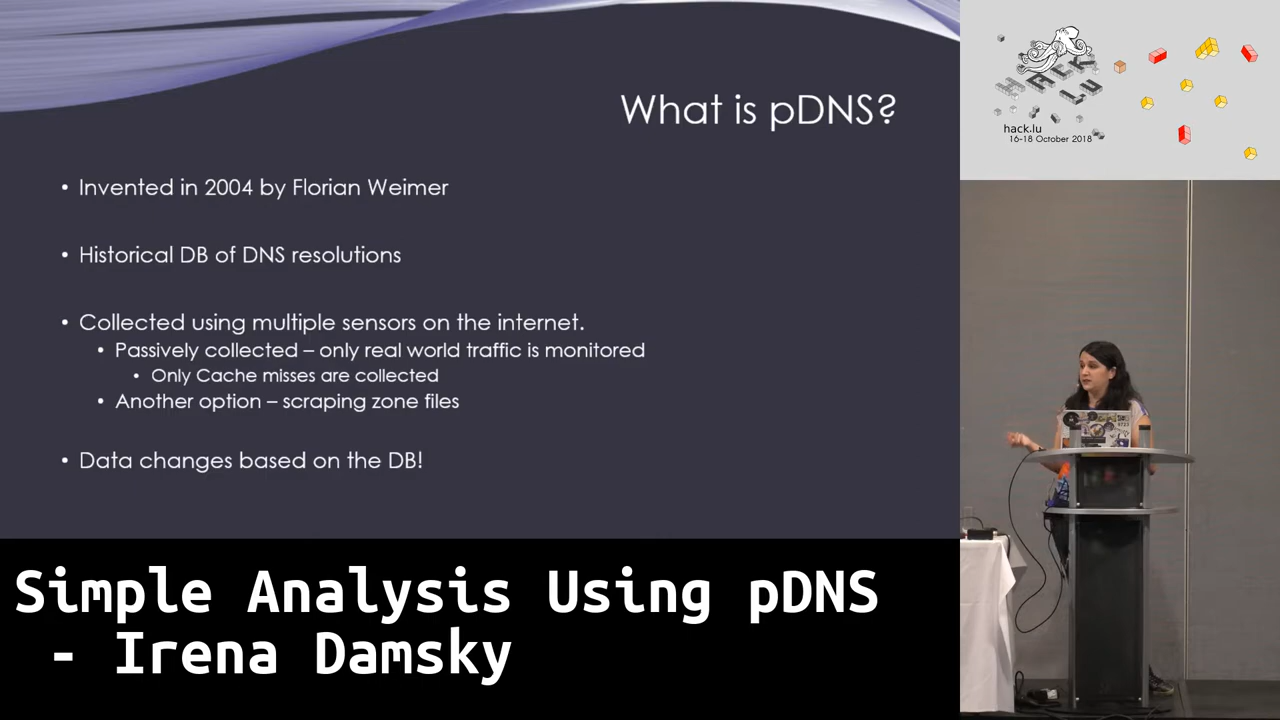 What is pDNS?
• Invented in 2004 by Florian Weimer
• Historical DB of DNS resolutions
• Collected using multiple sensors on the internet.
• Passively collected – only real world traffic is monitored
• Only Cache misses are collected
• Another option – scraping zone files
• Data changes based on the DB!
Simple Analysis Using pDNS
- Irena Damsky
HACK
LU
hack.lu
16-18 October 2018